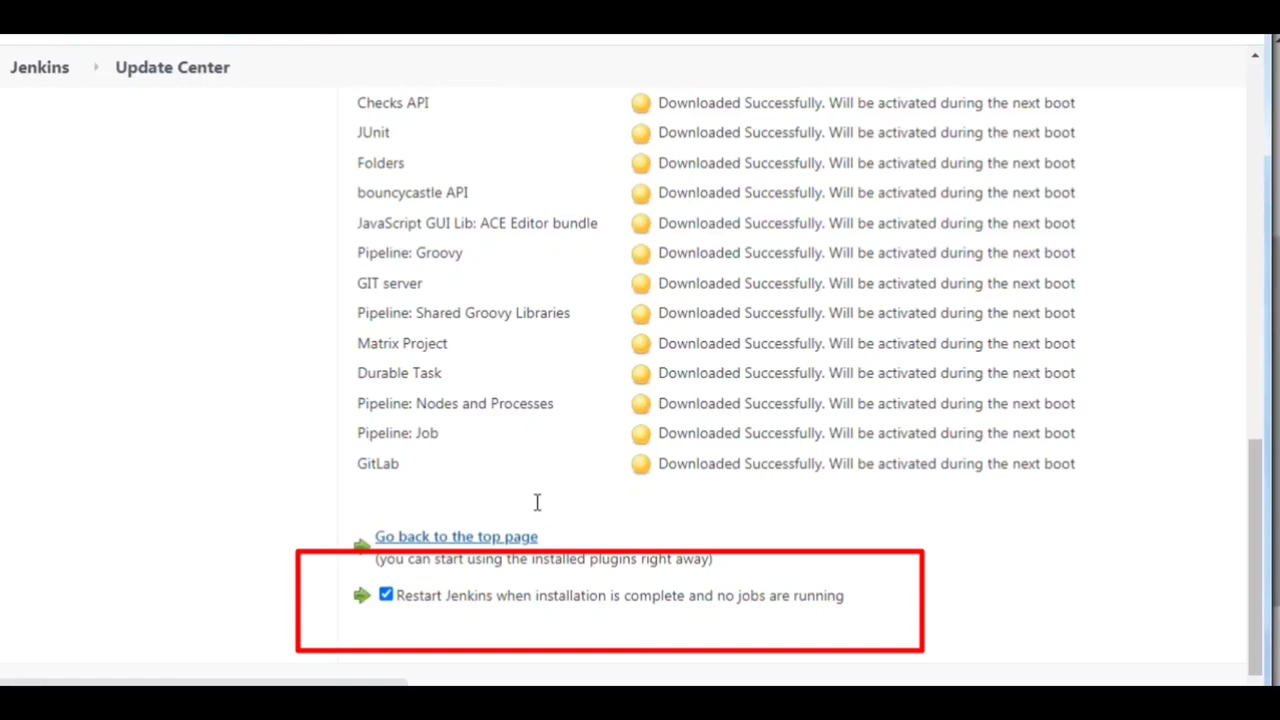 Jenkins Update Center
Checks API Downloaded Successfully. Will be activated during the next boot
JUnit Downloaded Successfully. Will be activated during the next boot
Folders Downloaded Successfully. Will be activated during the next boot
bouncycastle API Downloaded Successfully. Will be activated during the next boot
JavaScript GUI Lib: ACE Editor bundle Downloaded Successfully. Will be activated during the next boot
Pipeline: Groovy Downloaded Successfully. Will be activated during the next boot
GIT server Downloaded Successfully. Will be activated during the next boot
Pipeline: Shared Groovy Libraries Downloaded Successfully. Will be activated during the next boot
Matrix Project Downloaded Successfully. Will be activated during the next boot
Durable Task Downloaded Successfully. Will be activated during the next boot
Pipeline: Nodes and Processes Downloaded Successfully. Will be activated during the next boot
Pipeline: Job Downloaded Successfully. Will be activated during the next boot
GitLab Downloaded Successfully. Will be activated during the next boot
Go back to the top page
(you can start using the installed plugins right away)
Restart Jenkins when installation is complete and no jobs are running